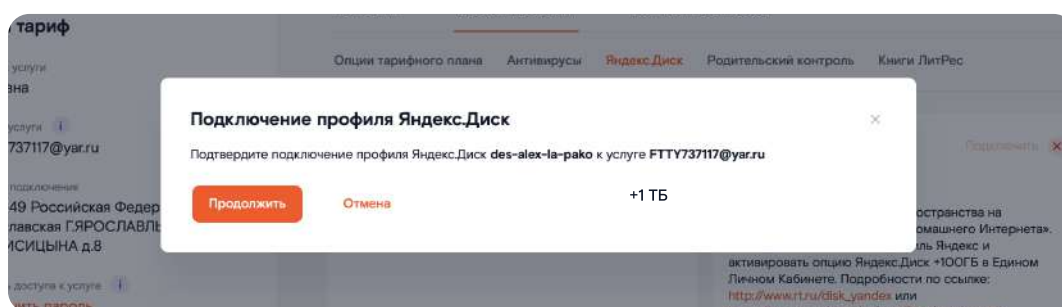 тариф
Опции тарифного плана Антивирусы Яндекс.Диск Родительский контроль Книги ЛитРес
услуги
услуги i
737117@yar.ru
подключения
49 Российская Федер
лавская Г.ЯРОСЛАВЛЬ
ИСИЦЫНА д.8
доступа к услуге i
Подключение профиля Яндекс.Диск
Подтвердите подключение профиля Яндекс.Диск des-alex-la-pako к услуге FTTY737117@yar.ru
Продолжить Отмена +1 ТБ
Подключить
остранства на
омашнего Интернета».
ль Яндекс и
активировать опцию Яндекс.Диск +100ГБ в Едином
Личном Кабинете. Подробности по ссылке:
http://www.rt.ru/disk_yandex или